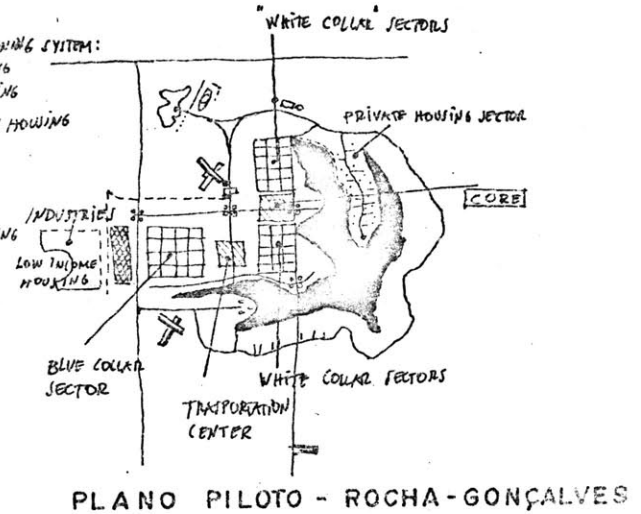 "WHITE COLLAR" SECTORS
SYSTEM:
HOUSING
PRIVATE HOUSING SECTOR
CORE
INDUSTRIES
LOW INCOME
HOUSING
BLUE COLLAR
SECTOR
WHITE COLLAR SECTORS
TRASPORTATION
CENTER
PLANO PILOTO - ROCHA-GONÇALVES